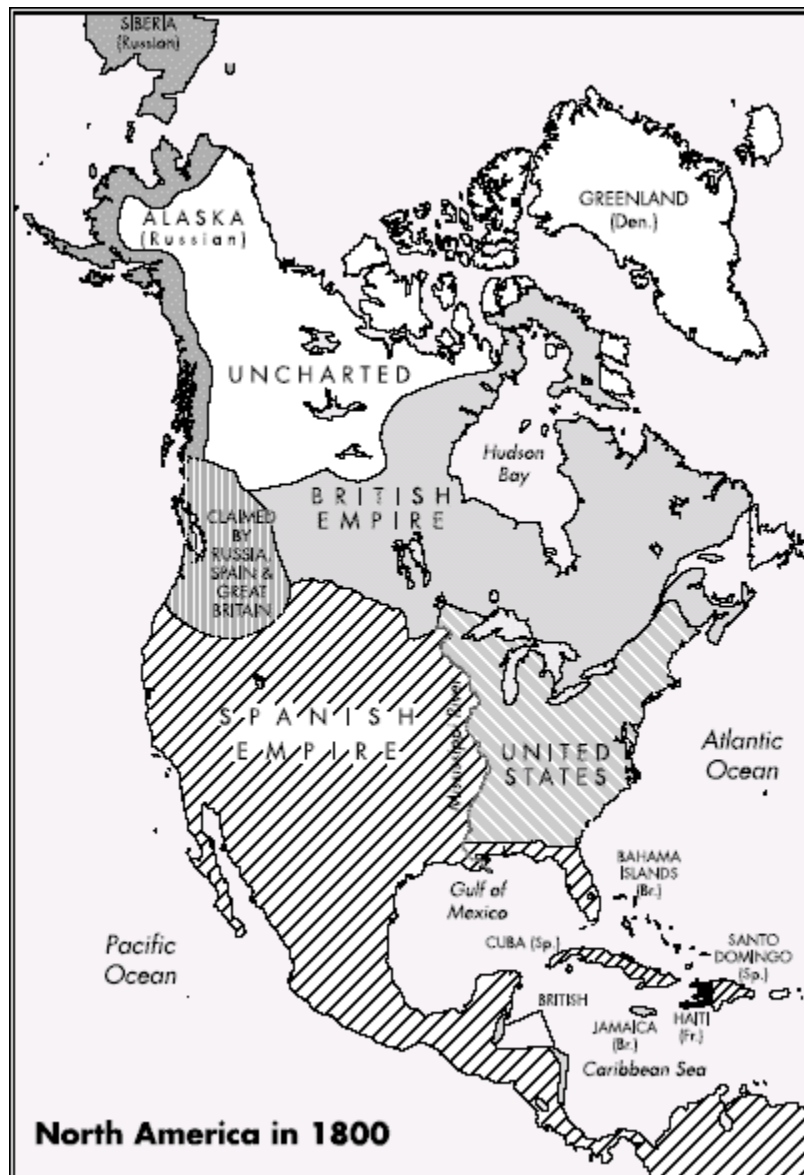 SIBERIA
(Russian)
ALASKA
(Russian)
GREENLAND
(Den.)
UNCHARTED
Hudson
Bay
BRITISH
EMPIRE
CLAIMED
BY
RUSSIA,
SPAIN &
GREAT
BRITAIN
SPANISH
EMPIRE
Mississippi River
UNITED
STATES
Atlantic
Ocean
BAHAMA
ISLANDS
(Br.)
Gulf of
Mexico
Pacific
Ocean
CUBA (Sp.)
SANTO
DOMINGO
(Sp.)
BRITISH
JAMAICA
(Br.)
HAITI
(Fr.)
Caribbean Sea
North America in 1800